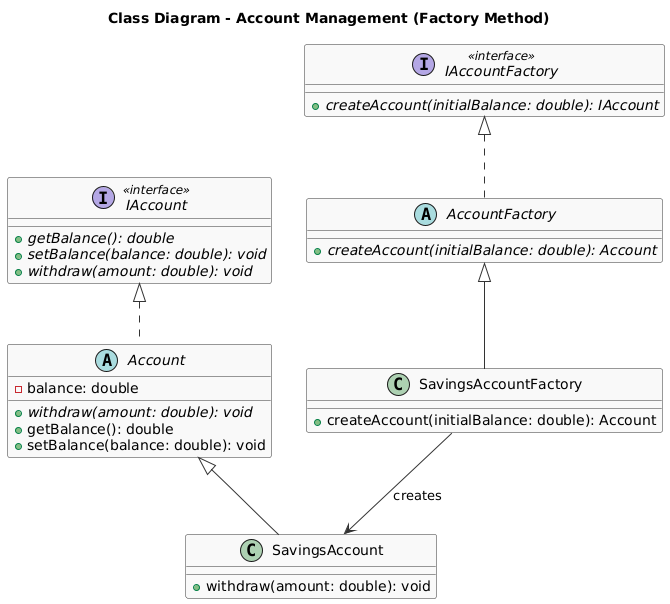 Class Diagram - Account Management (Factory Method)
I
«interface»
IAccountFactory
createAccount(initialBalance: double): IAccount
I
«interface»
IAccount
getBalance(): double
setBalance(balance: double): void
withdraw(amount: double): void
A AccountFactory
createAccount(initialBalance: double): Account
A Account
balance: double
withdraw(amount: double): void
getBalance(): double
setBalance(balance: double): void
C SavingsAccountFactory
createAccount(initialBalance: double): Account
creates
C SavingsAccount
withdraw(amount: double): void